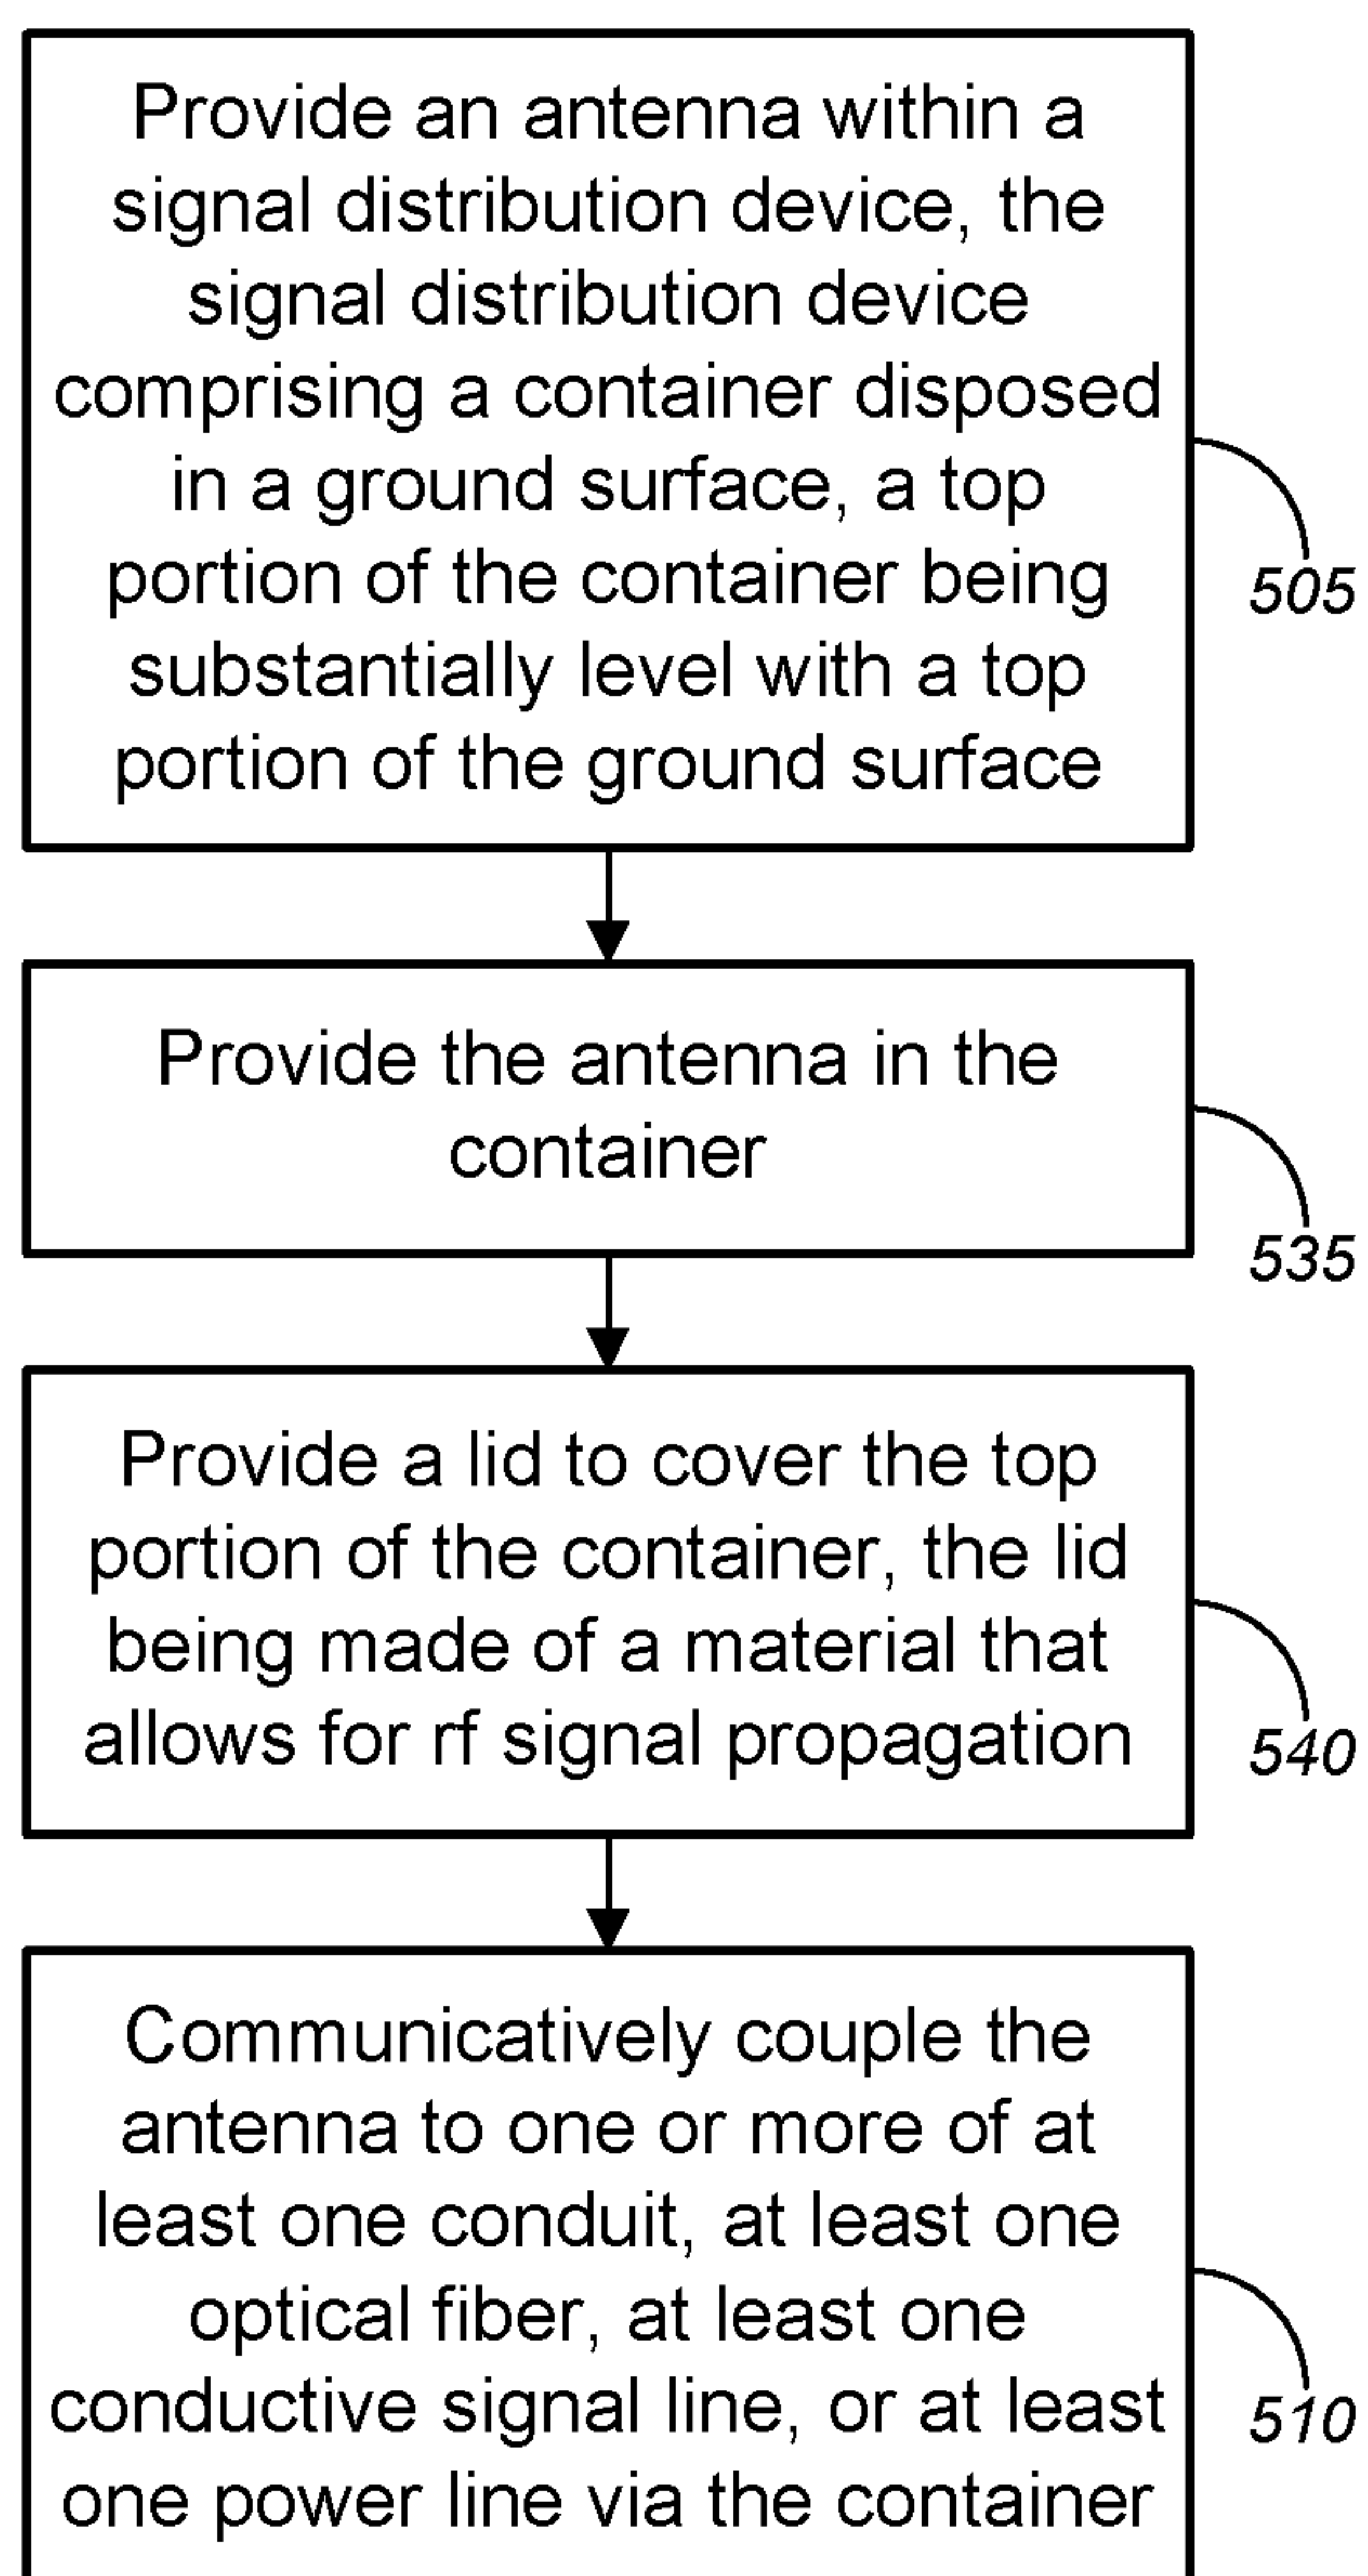 Provide an antenna within a
signal distribution device, the
signal distribution device
comprising a container disposed
in a ground surface, a top
portion of the container being
substantially level with a top
portion of the ground surface
505
Provide the antenna in the
container
535
Provide a lid to cover the top
portion of the container, the lid
being made of a material that
allows for rf signal propagation
540
Communicatively couple the
antenna to one or more of at
least one conduit, at least one
optical fiber, at least one
conductive signal line, or at least
one power line via the container
510